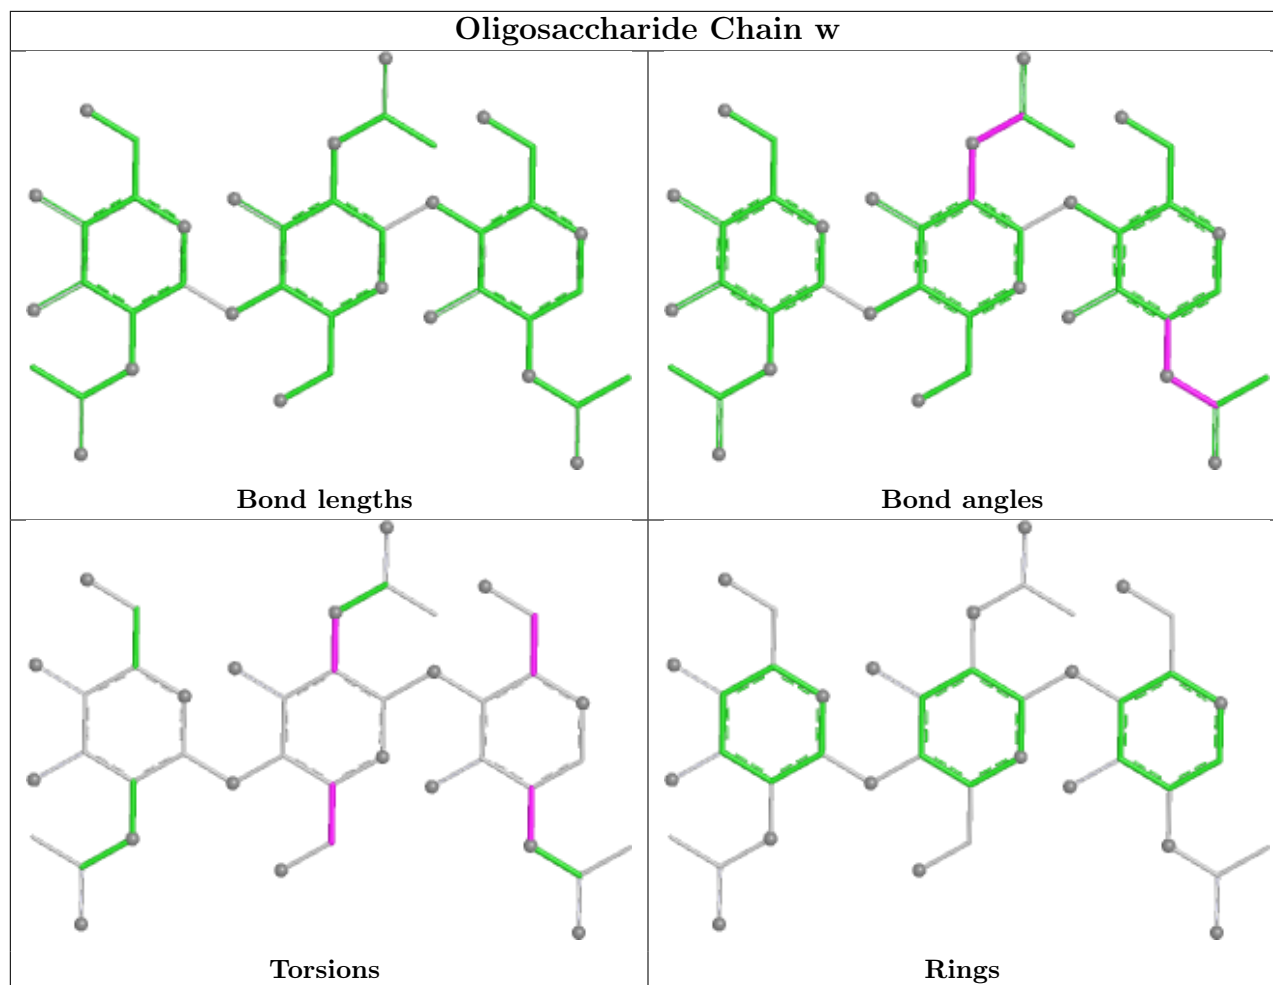 Oligosaccharide Chain w
Bond lengths
Bond angles
Torsions
Rings